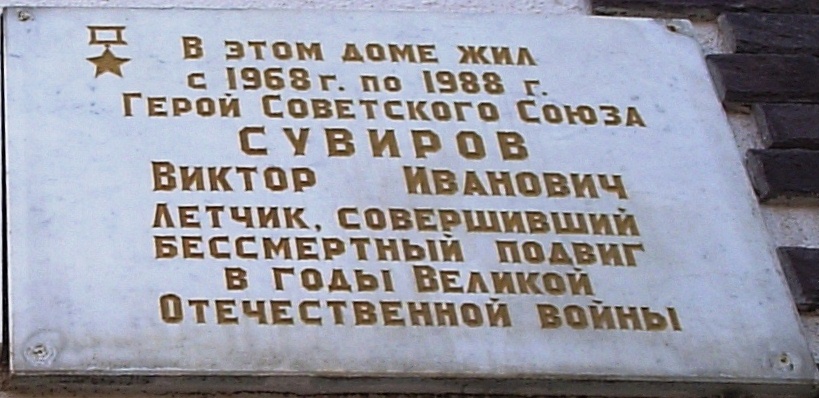 В этом доме жил
с 1968 г. по 1988 г.
Герой Советского Союза
СУВИРОВ
Виктор Иванович
Летчик, совершивший
бессмертный подвиг
в годы Великой
Отечественной войны